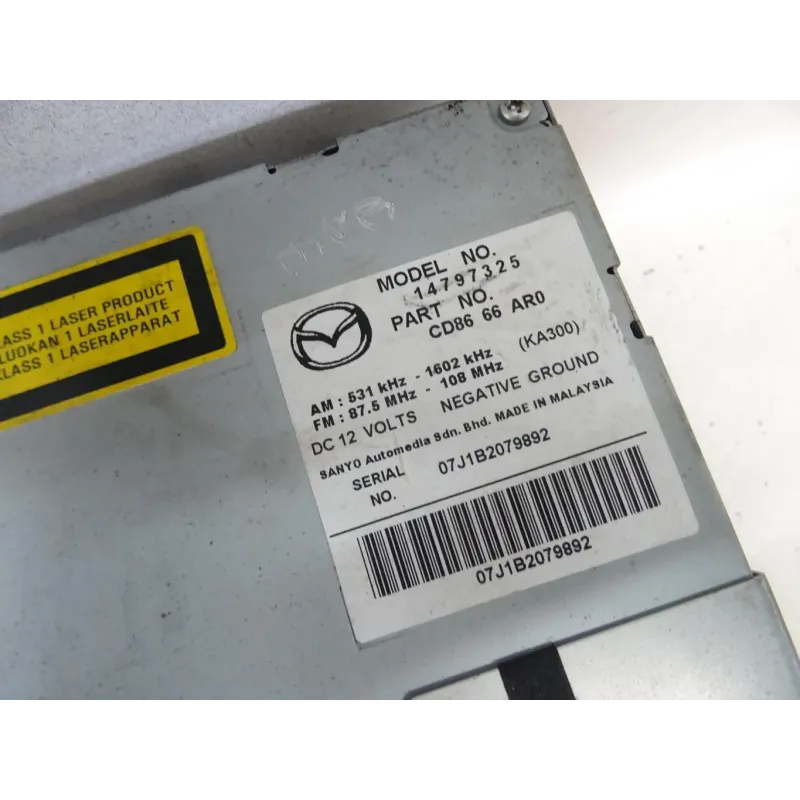 LASS 1 LASER PRODUCT
LUOKAN 1 LASERLAITE
KLASS 1 LASERAPPARAT
MODEL NO.
14797325
PART NO.
CD86 66 AR0
(KA300)
AM : 531 kHz - 1602 kHz
FM : 87.5 MHz - 108 MHz
DC 12 VOLTS NEGATIVE GROUND
SANYO Automedia Sdn. Bhd. MADE IN MALAYSIA
SERIAL NO. 07J1B2079892
07J1B2079892